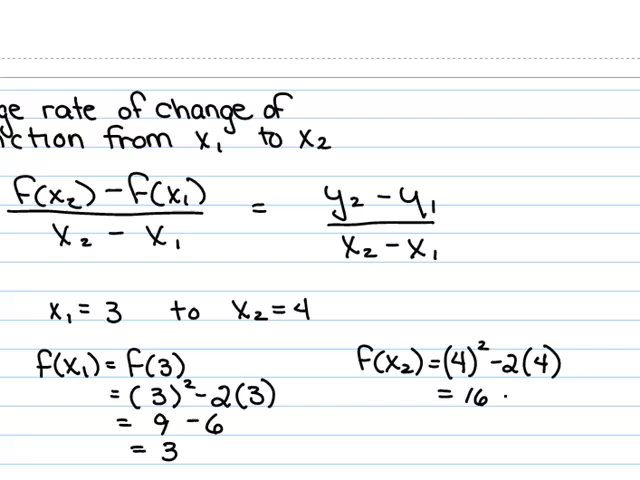 ge rate of change of
ction from x₁ to x₂
f(x₂) - f(x₁) / x₂ - x₁ = y₂ - y₁ / x₂ - x₁
x₁ = 3 to x₂ = 4
f(x₁) = f(3)
= (3)² - 2(3)
= 9 - 6
= 3
f(x₂) = (4)² - 2(4)
= 16